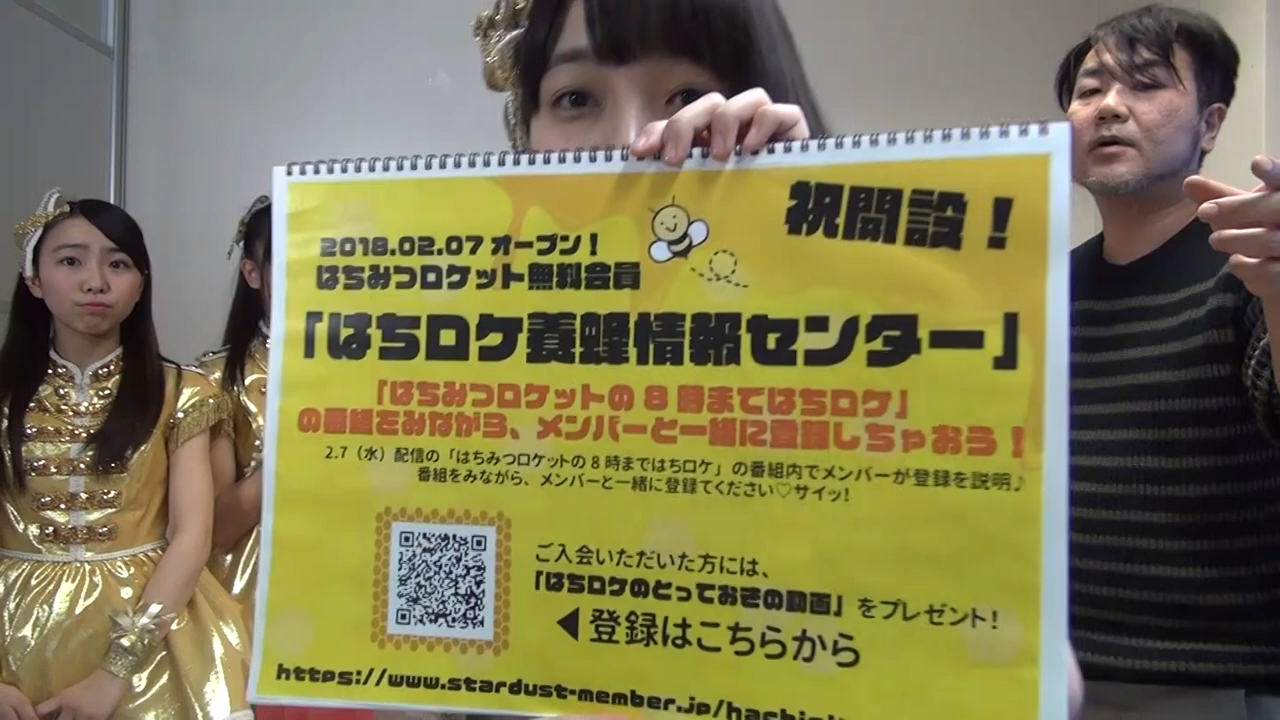 祝開設！
2018.02.07 オープン！
はちみつロケット無料会員
「はちロケ養蜂情報センター」
「はちみつロケットの8時まではちロケ」
の番組をみながら、メンバーと一緒に登録しちゃおう！
2.7（水）配信の「はちみつロケットの8時まではちロケ」の番組内でメンバーが登録を説明♪
番組をみながら、メンバーと一緒に登録てください♡サイッ！
ご入会いただいた方には、
「はちロケのとっておきの動画」をプレゼント！
◀登録はこちらから
https://www.stardust-member.jp/hachi